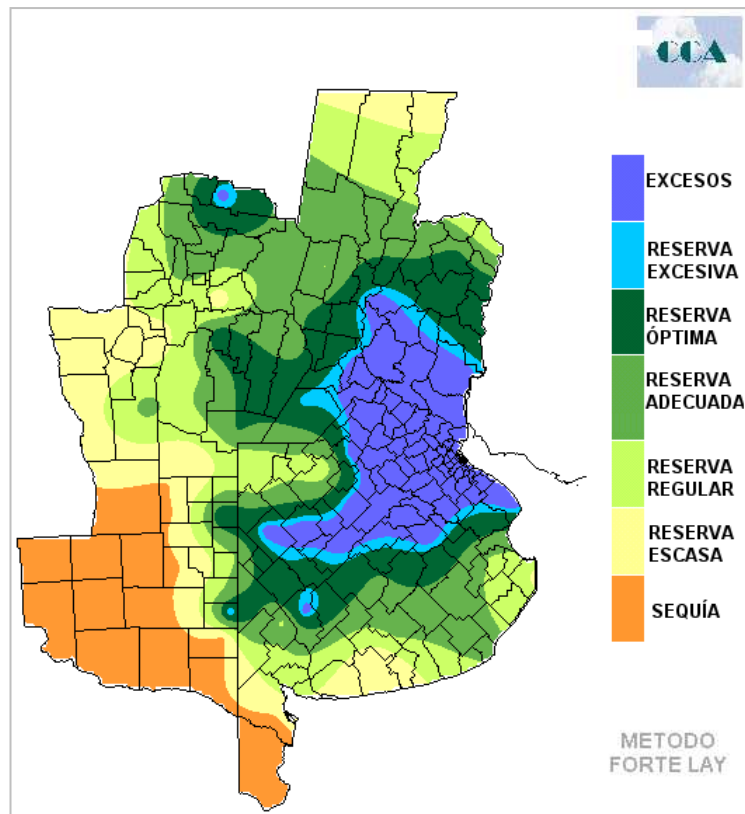 CCA
EXCESOS
RESERVA
EXCESIVA
RESERVA
ÓPTIMA
RESERVA
ADECUADA
RESERVA
REGULAR
RESERVA
ESCASA
SEQUÍA
METODO
FORTE LAY